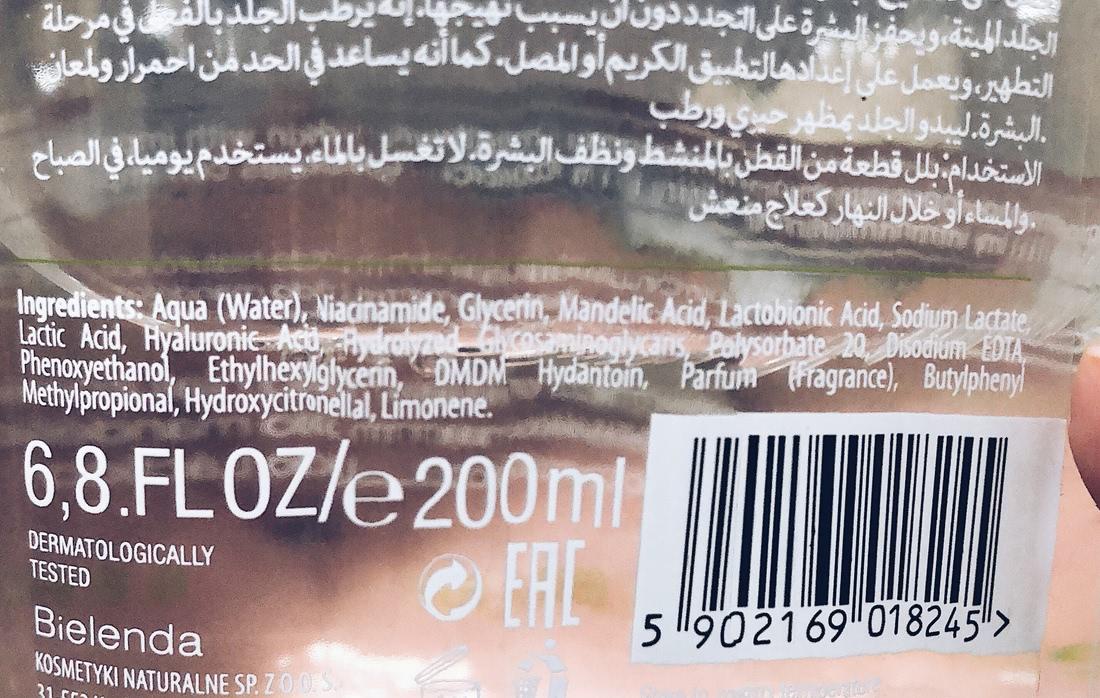 الجلد الميتة، ويحفز البشرة على التجدد دون أن يسبب تهيجها. إنه يرطب الجلد بالفعل في مرحلة
التطهير، ويعمل على إعدادها لتطبيق الكريم أو المصل. كما أنه يساعد في الحد من احمرار ولمعان
البشرة. ليبدو الجلد بمظهر حيوي ورطب.
الاستخدام: بلل قطعة من القطن بالمنشط ونظف البشرة. لا تغسل بالماء. يستخدم يوميا، في الصباح
والمساء أو خلال النهار كعلاج منعش.
Ingredients: Aqua (Water), Niacinamide, Glycerin, Mandelic Acid, Lactobionic Acid, Sodium Lactate,
Lactic Acid, Hyaluronic Acid, Hydrolyzed Glycosaminoglycans, Polysorbate 20, Disodium EDTA,
Phenoxyethanol, Ethylhexylglycerin, DMDM Hydantoin, Parfum (Fragrance), Butylphenyl
Methylpropional, Hydroxycitronellal, Limonene.
6,8.FL OZ/e 200 ml
DERMATOLOGICALLY
TESTED
EAC
Bielenda
KOSMETYKI NATURALNE SP. Z O.O. S.
5 902169 018245 >